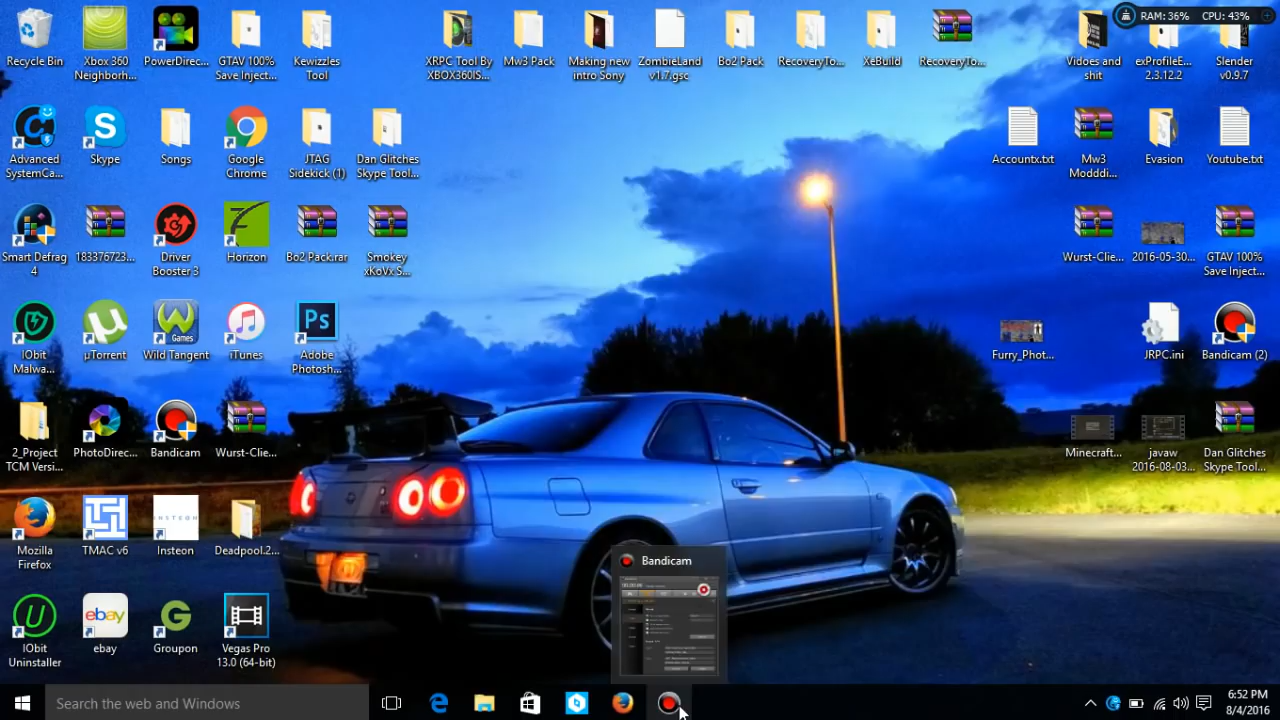 RAM: 36% CPU: 43%
Recycle Bin
Xbox 360
Neighborh...
PowerDirec...
GTAV 100%
Save Inject...
Kewizzles
Tool
XRPC Tool By
XBOX360IS...
Mw3 Pack
Making new
intro Sony
ZombieLand
v1.7.gsc
Bo2 Pack
RecoveryTo...
XeBuild
RecoveryTo...
Vidoes and
shit
exProfileE...
2.3.12.2
Slender
v0.9.7
Advanced
SystemCa...
Skype
Songs
Google
Chrome
JTAG
Sidekick (1)
Dan Glitches
Skype Tool...
Accountx.txt
Mw3
Modddi...
Evasion
Youtube.txt
Smart Defrag
4
183376723...
Driver
Booster 3
Horizon
Bo2 Pack.rar
Smokey
xKoVx S...
Wurst-Clie...
2016-05-30...
GTAV 100%
Save Inject...
IObit
Malwa...
µTorrent
Wild Tangent
Games
iTunes
Ps
Adobe
Photosh...
Furry_Phot...
JRPC.ini
Bandicam (2)
2_Project
TCM Versi...
PhotoDirec...
Bandicam
Wurst-Clie...
Minecraft...
javaw
2016-08-03...
Dan Glitches
Skype Tool...
Mozilla
Firefox
TMAC v6
INSTEON
Insteon
Deadpool.2...
Bandicam
IObit
Uninstaller
ebay
ebay
Groupon
Vegas Pro
13.0 (64-bit)
Search the web and Windows
6:52 PM
8/4/2016